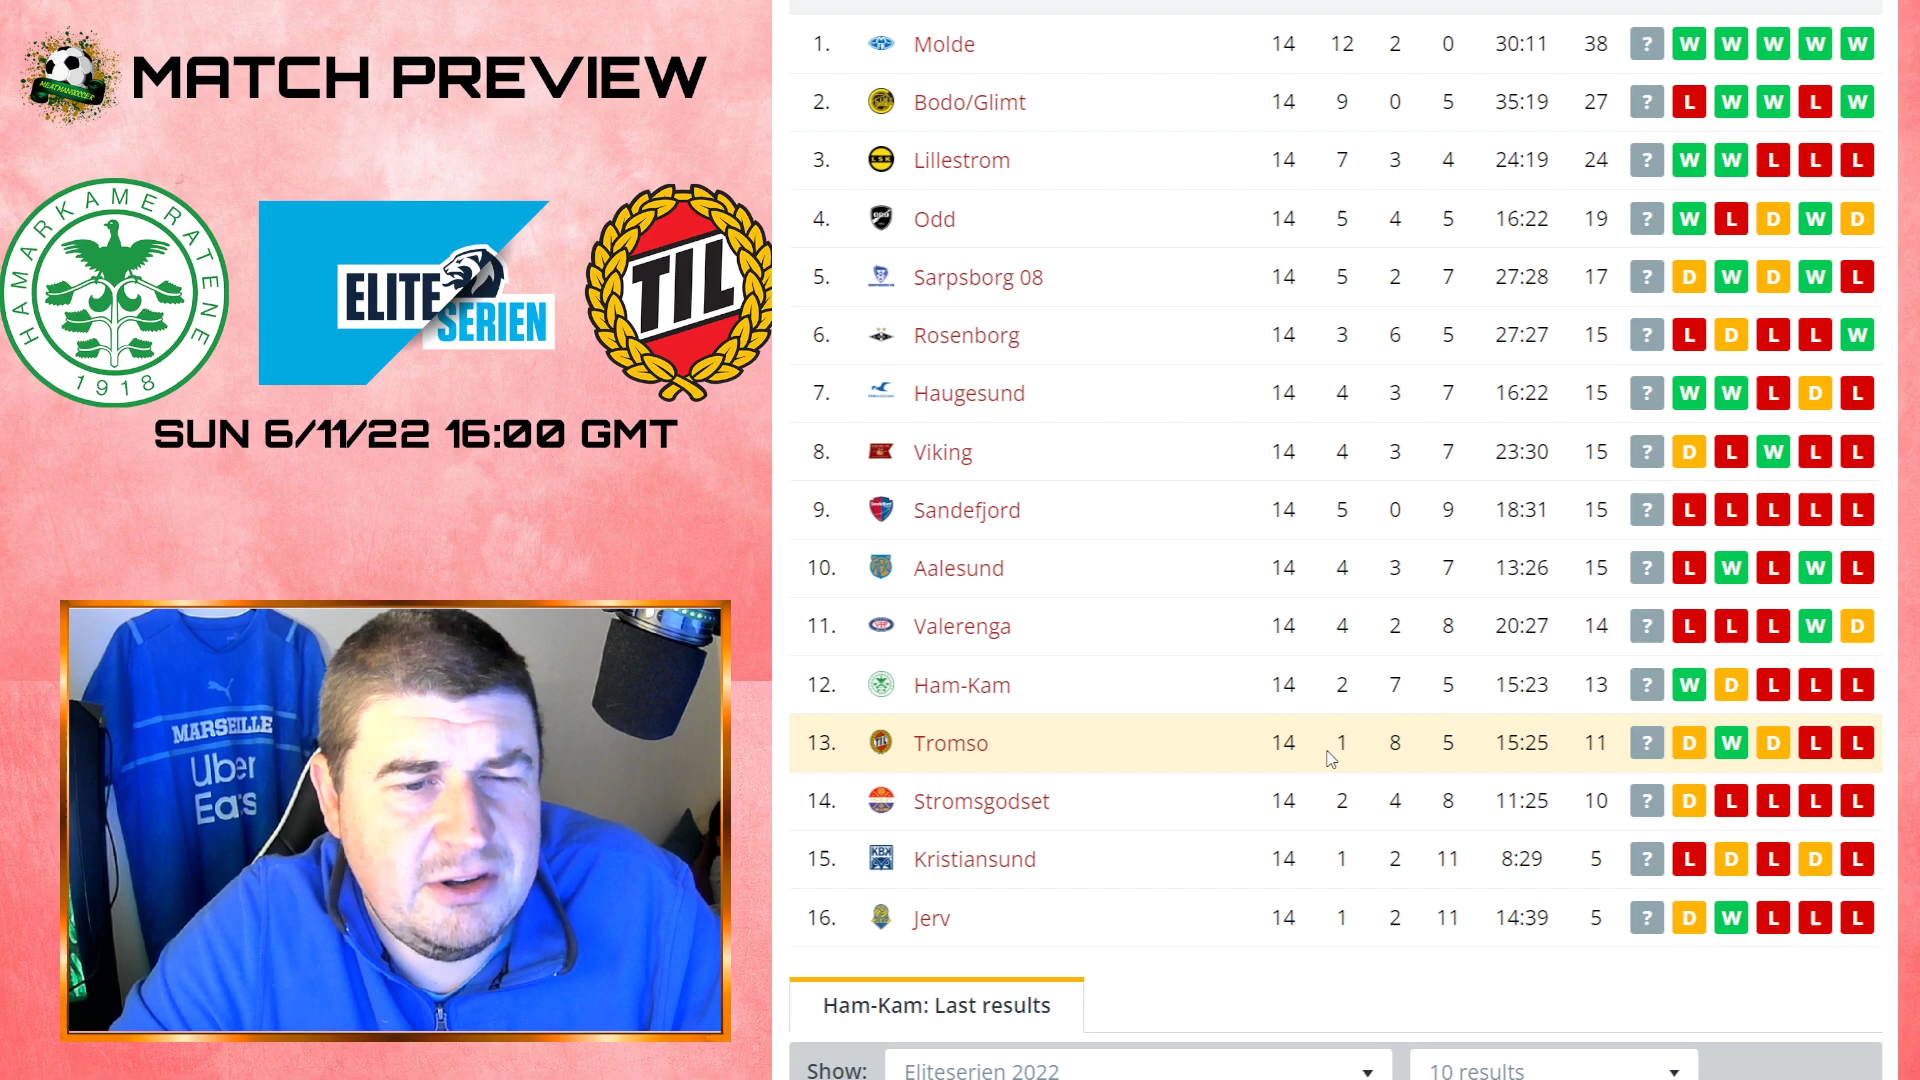 MATCH PREVIEW
MEATMANSOCCER
HAMARKAMERATENE
1918
ELITE
SERIEN
TIL
SUN 6/11/22 16:00 GMT
MARSEILLE
Uber
Eats
1. Molde 14 12 2 0 30:11 38 ? W W W W W
2. Bodo/Glimt 14 9 0 5 35:19 27 ? L W W L W
3. LSK Lillestrom 14 7 3 4 24:19 24 ? W W L L L
4. ODD Odd 14 5 4 5 16:22 19 ? W L D W D
5. Sarpsborg 08 14 5 2 7 27:28 17 ? D W D W L
6. Rosenborg 14 3 6 5 27:27 15 ? L D L L W
7. Haugesund 14 4 3 7 16:22 15 ? W W L D L
8. Viking 14 4 3 7 23:30 15 ? D L W L L
9. Sandefjord 14 5 0 9 18:31 15 ? L L L L L
10. Aalesund 14 4 3 7 13:26 15 ? L W L W L
11. Valerenga 14 4 2 8 20:27 14 ? L L L W D
12. Ham-Kam 14 2 7 5 15:23 13 ? W D L L L
13. TIL Tromso 14 1 8 5 15:25 11 ? D W D L L
14. Stromsgodset 14 2 4 8 11:25 10 ? D L L L L
15. KBK Kristiansund 14 1 2 11 8:29 5 ? L D L D L
16. Jerv 14 1 2 11 14:39 5 ? D W L L L
Ham-Kam: Last results
Show: Eliteserien 2022 10 results